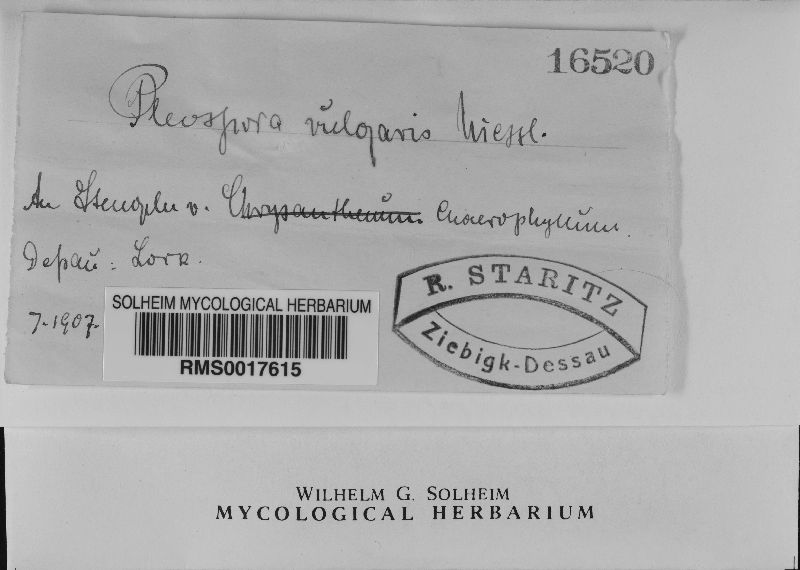 16520
Pleospora vulgaris Niessl.
An Stengeln v. Chrysanthemum. Chaerophyllum.
Dessau: Lork.
7.1907.
SOLHEIM MYCOLOGICAL HERBARIUM
RMS0017615
R. STARITZ
Ziebigk-Dessau
WILHELM G. SOLHEIM
MYCOLOGICAL HERBARIUM